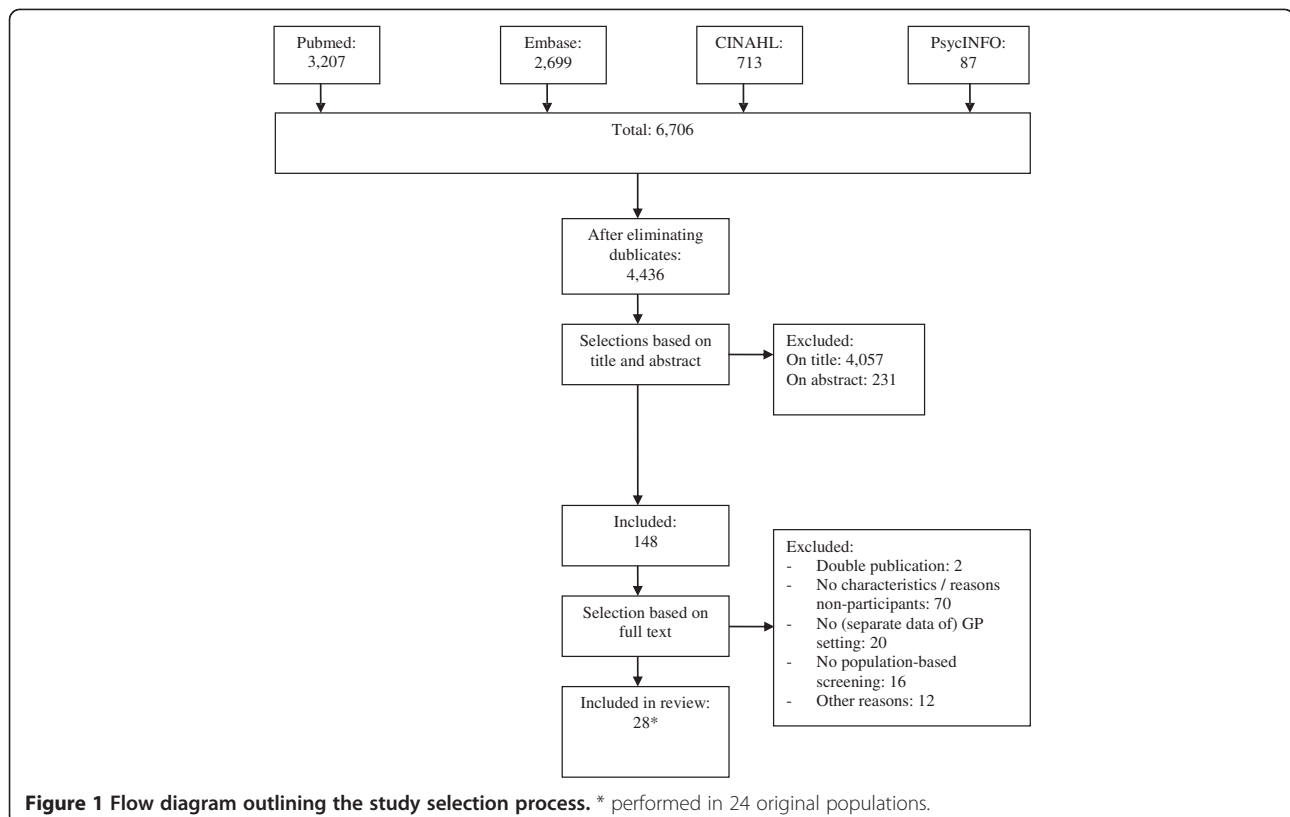 Pubmed:
3,207
Embase:
2,699
CINAHL:
713
PsycINFO:
87
Total: 6,706
After eliminating
dublicates:
4,436
Selections based on
title and abstract
Excluded:
On title: 4,057
On abstract: 231
Included:
148
Selection based on
full text
Excluded:
- Double publication: 2
- No characteristics / reasons
non-participants: 70
- No (separate data of) GP
setting: 20
- No population-based
screening: 16
- Other reasons: 12
Included in review:
28*
Figure 1 Flow diagram outlining the study selection process. * performed in 24 original populations.